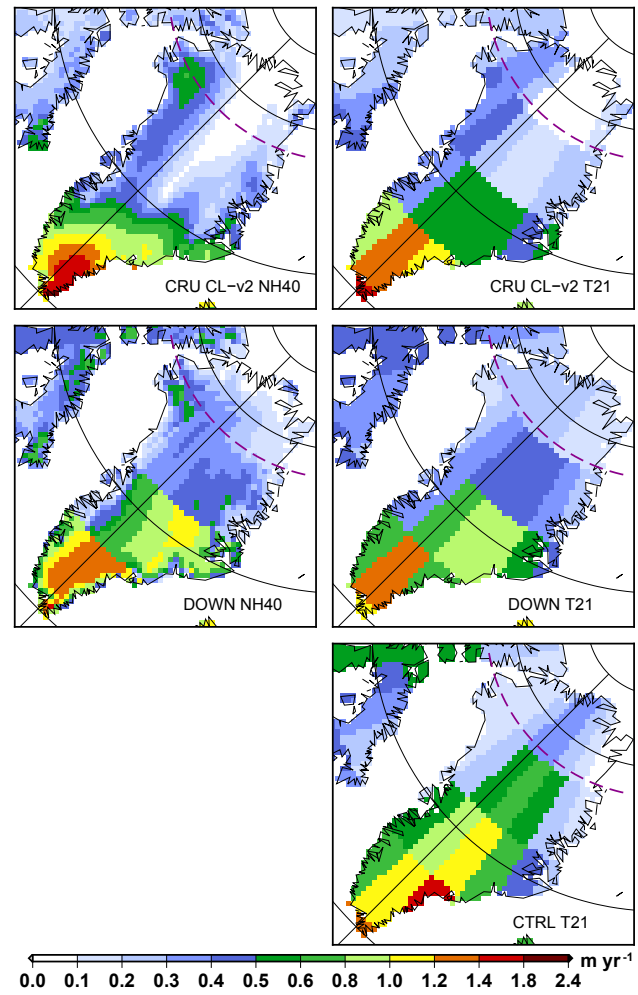 CRU CL−v2 NH40
CRU CL−v2 T21
DOWN NH40
DOWN T21
CTRL T21
0.0 0.1 0.2 0.3 0.4 0.5 0.6 0.8 1.0 1.2 1.4 1.8 2.4 m yr⁻¹